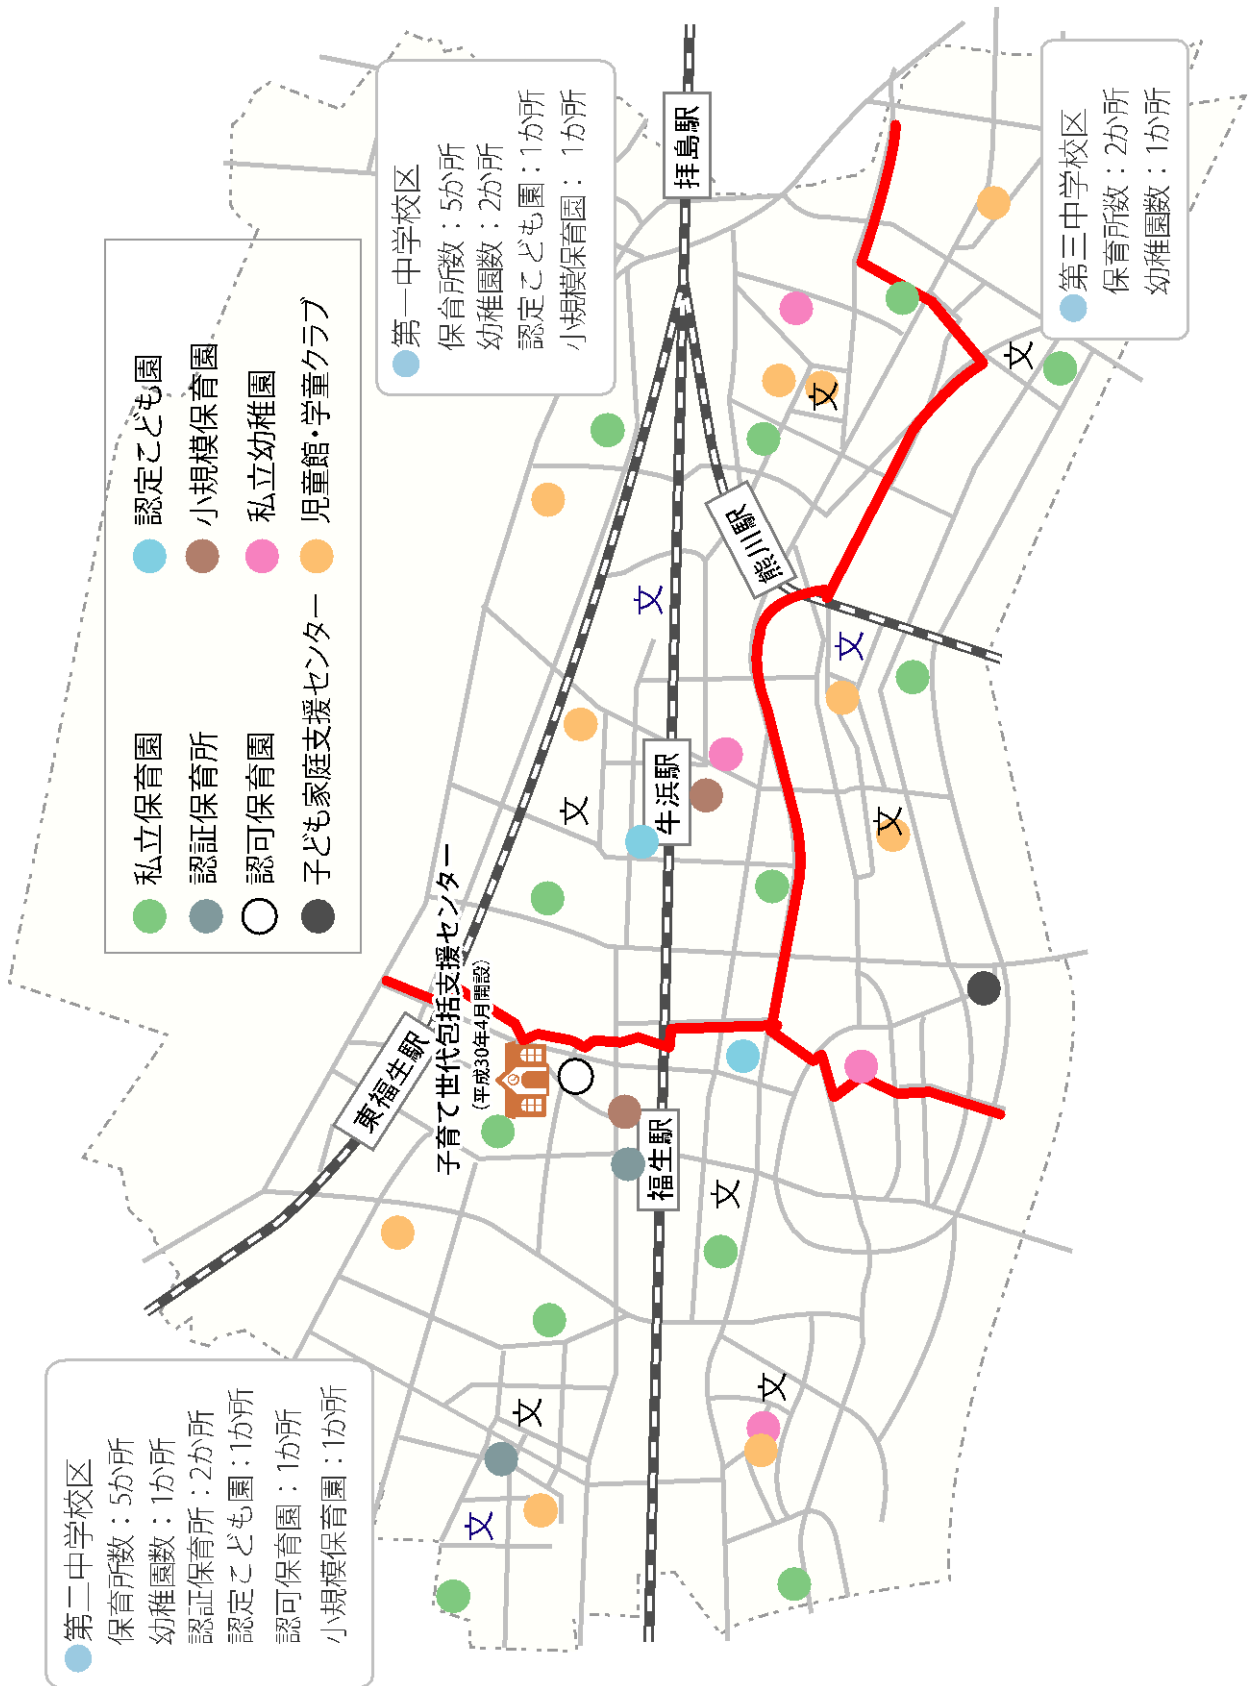 第二中学校区
保育所数：5か所
幼稚園数：1か所
認証保育所：2か所
認定こども園：1か所
認可保育園：1か所
小規模保育園：1か所
私立保育園
認証保育所
認可保育園
子ども家庭支援センター
認定こども園
小規模保育園
私立幼稚園
児童館・学童クラブ
第一中学校区
保育所数：5か所
幼稚園数：2か所
認定こども園：1か所
小規模保育園：1か所
第三中学校区
保育所数：2か所
幼稚園数：1か所
東福生駅
子育て世代包括支援センター
（平成30年4月開設）
福生駅
牛浜駅
熊川駅
拝島駅
文
文
文
文
文
文
文
文
文
文